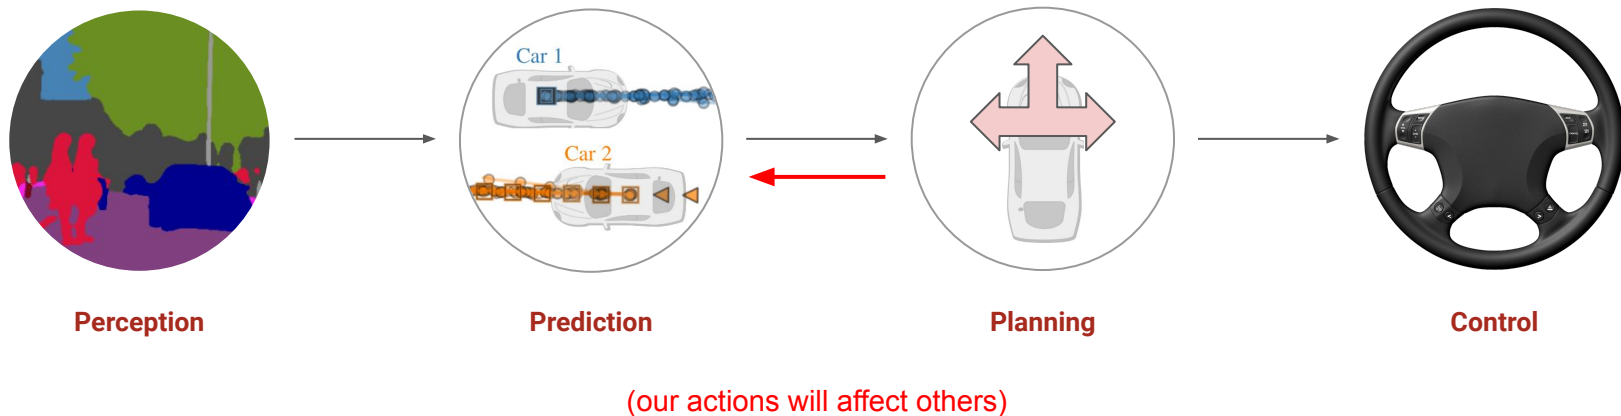 Car 1
Car 2
Perception
Prediction
Planning
Control
(our actions will affect others)